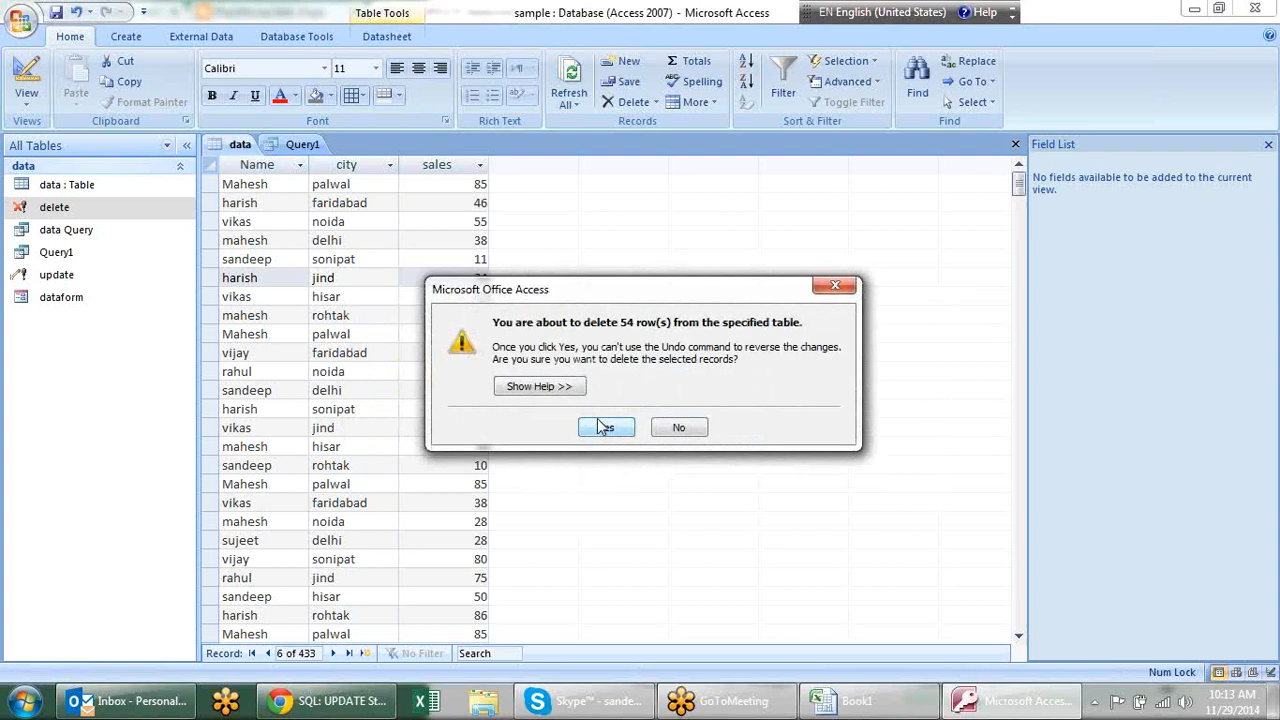 Table Tools
sample : Database (Access 2007) - Microsoft Access
EN English (United States)
Help
Home
Create
External Data
Database Tools
Datasheet
View
Views
Paste
Cut
Copy
Format Painter
Clipboard
Calibri
11
B I U A
Font
Rich Text
Refresh
All
New
Save
Delete
Totals
Spelling
More
Records
Filter
Selection
Advanced
Toggle Filter
Sort & Filter
Find
Replace
Go To
Select
Find
All Tables
data
data : Table
delete
data Query
Query1
update
dataform
data
Query1
Name city sales
Mahesh palwal 85
harish faridabad 46
vikas noida 55
mahesh delhi 38
sandeep sonipat 11
harish jind
vikas hisar
mahesh rohtak
Mahesh palwal
vijay faridabad
rahul noida
sandeep delhi
harish sonipat
vikas jind
mahesh hisar
sandeep rohtak 10
Mahesh palwal 85
vikas faridabad 38
mahesh noida 28
sujeet delhi 28
vijay sonipat 80
rahul jind 75
sandeep hisar 50
harish rohtak 86
Mahesh palwal 85
Record: 6 of 433 No Filter Search
Microsoft Office Access
You are about to delete 54 row(s) from the specified table.
Once you click Yes, you can't use the Undo command to reverse the changes.
Are you sure you want to delete the selected records?
Show Help >>
Yes
No
Field List
No fields available to be added to the current
view.
Num Lock
Inbox - Personal...
SQL: UPDATE St...
Skype™ - sande...
GoToMeeting
Book1
Microsoft Acces...
10:13 AM
11/29/2014